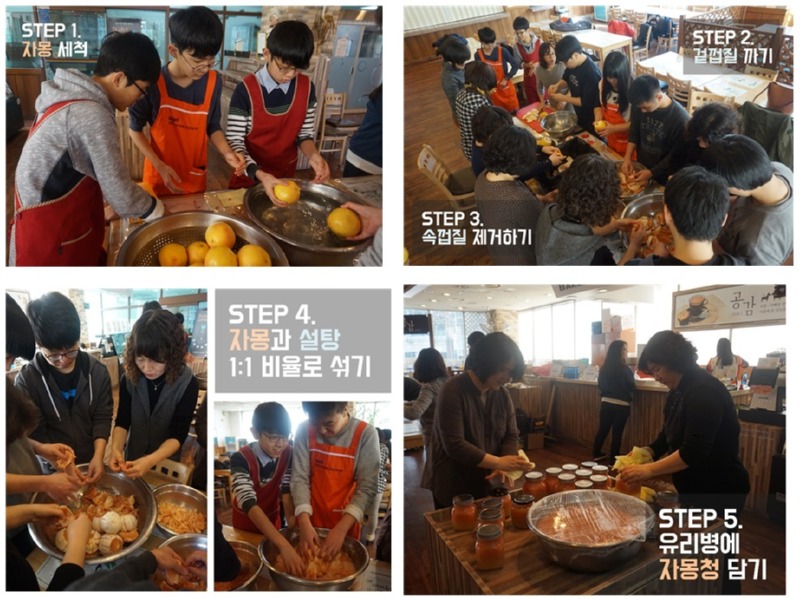 STEP 1.
자몽 세척
STEP 2.
겉껍질 까기
STEP 3.
속껍질 제거하기
STEP 4.
자몽과 설탕
1:1 비율로 섞기
공감
STEP 5.
유리병에
자몽청 담기